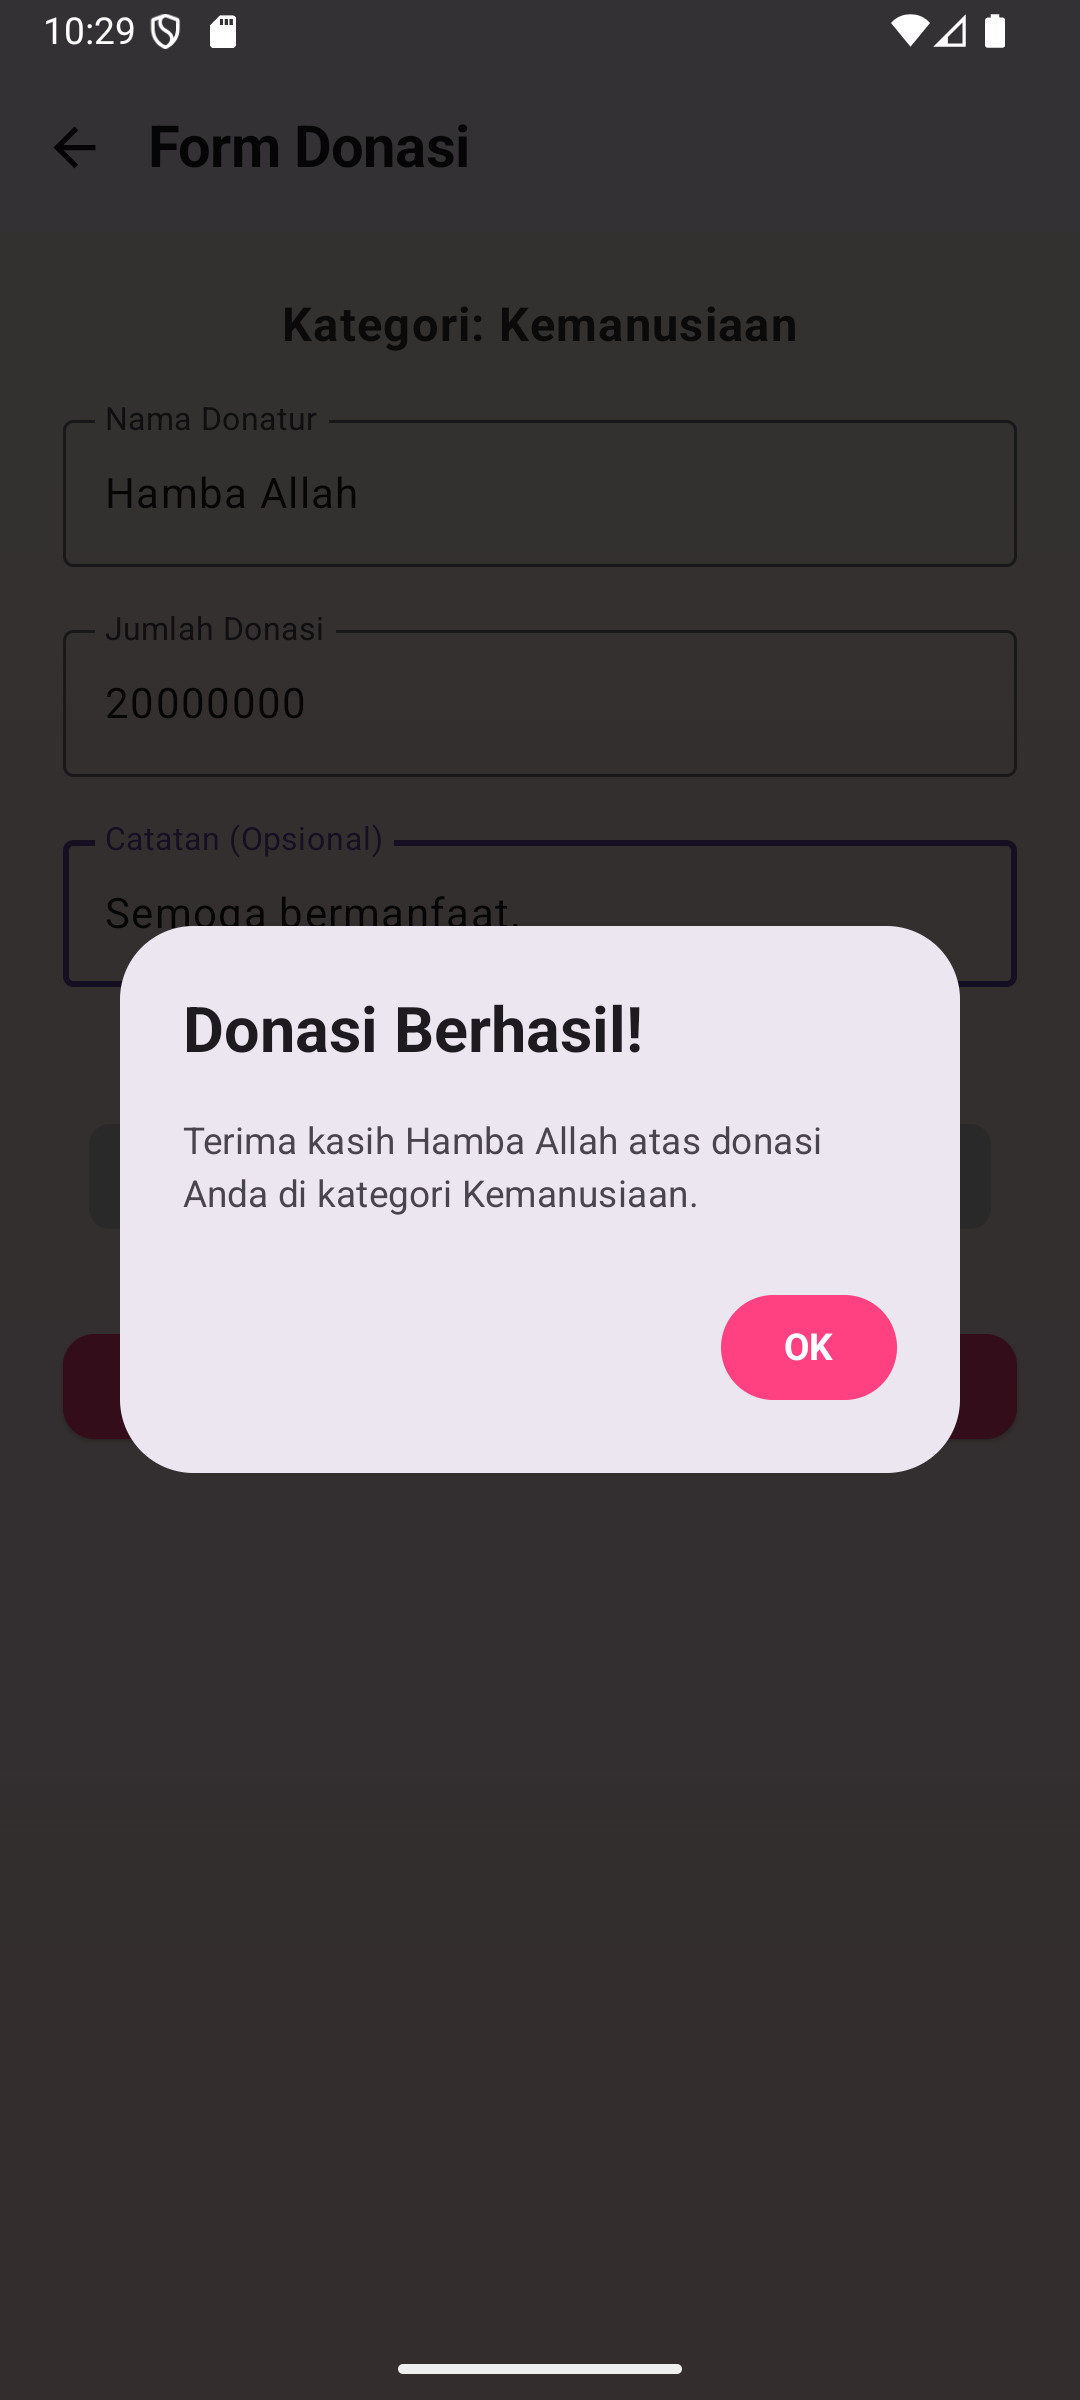 10:29
Form Donasi
Kategori: Kemanusiaan
Nama Donatur
Hamba Allah
Jumlah Donasi
20000000
Catatan (Opsional)
Semoga bermanfaat.
Donasi Berhasil!
Terima kasih Hamba Allah atas donasi
Anda di kategori Kemanusiaan.
OK